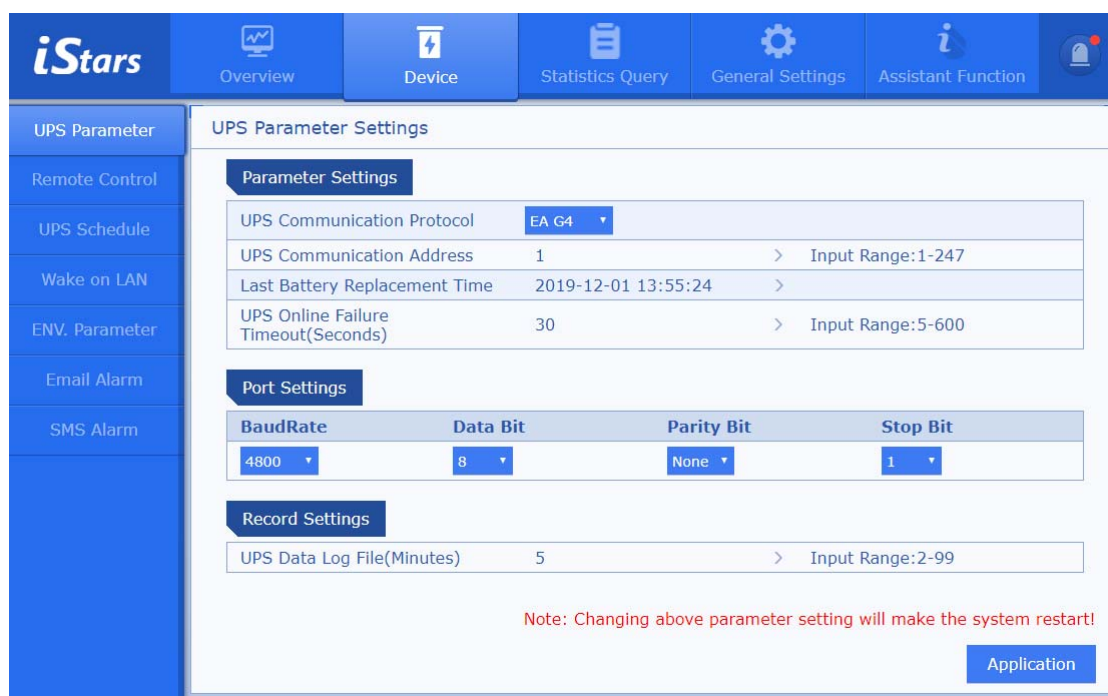 iStars
Overview
Device
Statistics Query
General Settings
Assistant Function
UPS Parameter
Remote Control
UPS Schedule
Wake on LAN
ENV. Parameter
Email Alarm
SMS Alarm
UPS Parameter Settings
Parameter Settings
UPS Communication Protocol EA G4
UPS Communication Address 1 > Input Range:1-247
Last Battery Replacement Time 2019-12-01 13:55:24 >
UPS Online Failure
Timeout(Seconds) 30 > Input Range:5-600
Port Settings
BaudRate Data Bit Parity Bit Stop Bit
4800 8 None 1
Record Settings
UPS Data Log File(Minutes) 5 > Input Range:2-99
Note: Changing above parameter setting will make the system restart!
Application